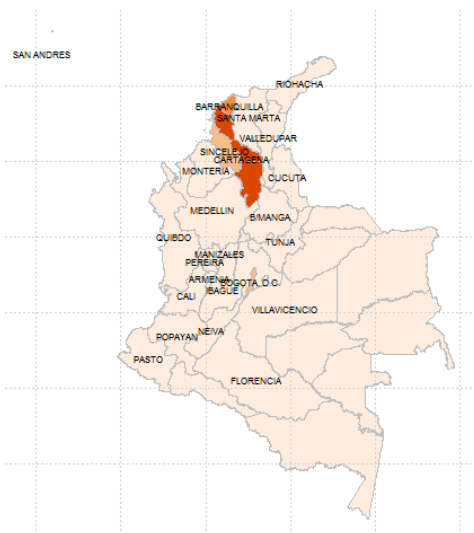 SAN ANDRES
RIOHACHA
BARRANQUILLA
SANTA MARTA
VALLEDUPAR
SINCELEJO
CARTAGENA
MONTERIA
CUCUTA
MEDELLIN
B/MANGA
QUIBDO
TUNJA
MANIZALES
PEREIRA
ARMENIA
BOGOTA, D.C.
IBAGUE
CALI
VILLAVICENCIO
NEIVA
POPAYAN
PASTO
FLORENCIA